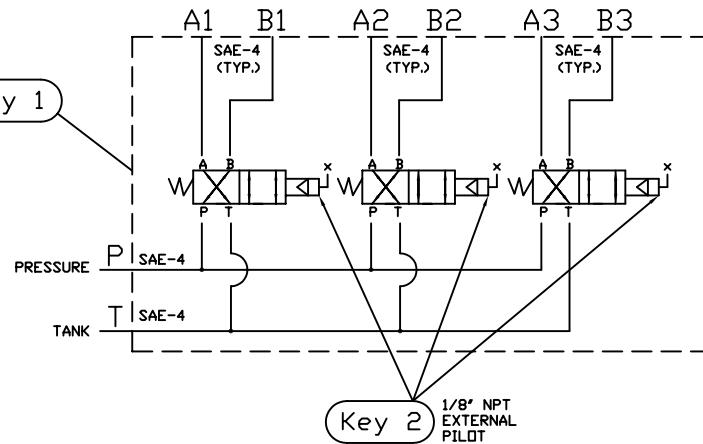 A1 B1 A2 B2 A3 B3
SAE-4 SAE-4 SAE-4
(TYP.) (TYP.) (TYP.)
y 1
A B x A B x A B x
P T P T P T
P SAE-4
PRESSURE
T SAE-4
TANK
Key 2
1/8" NPT
EXTERNAL
PILOT